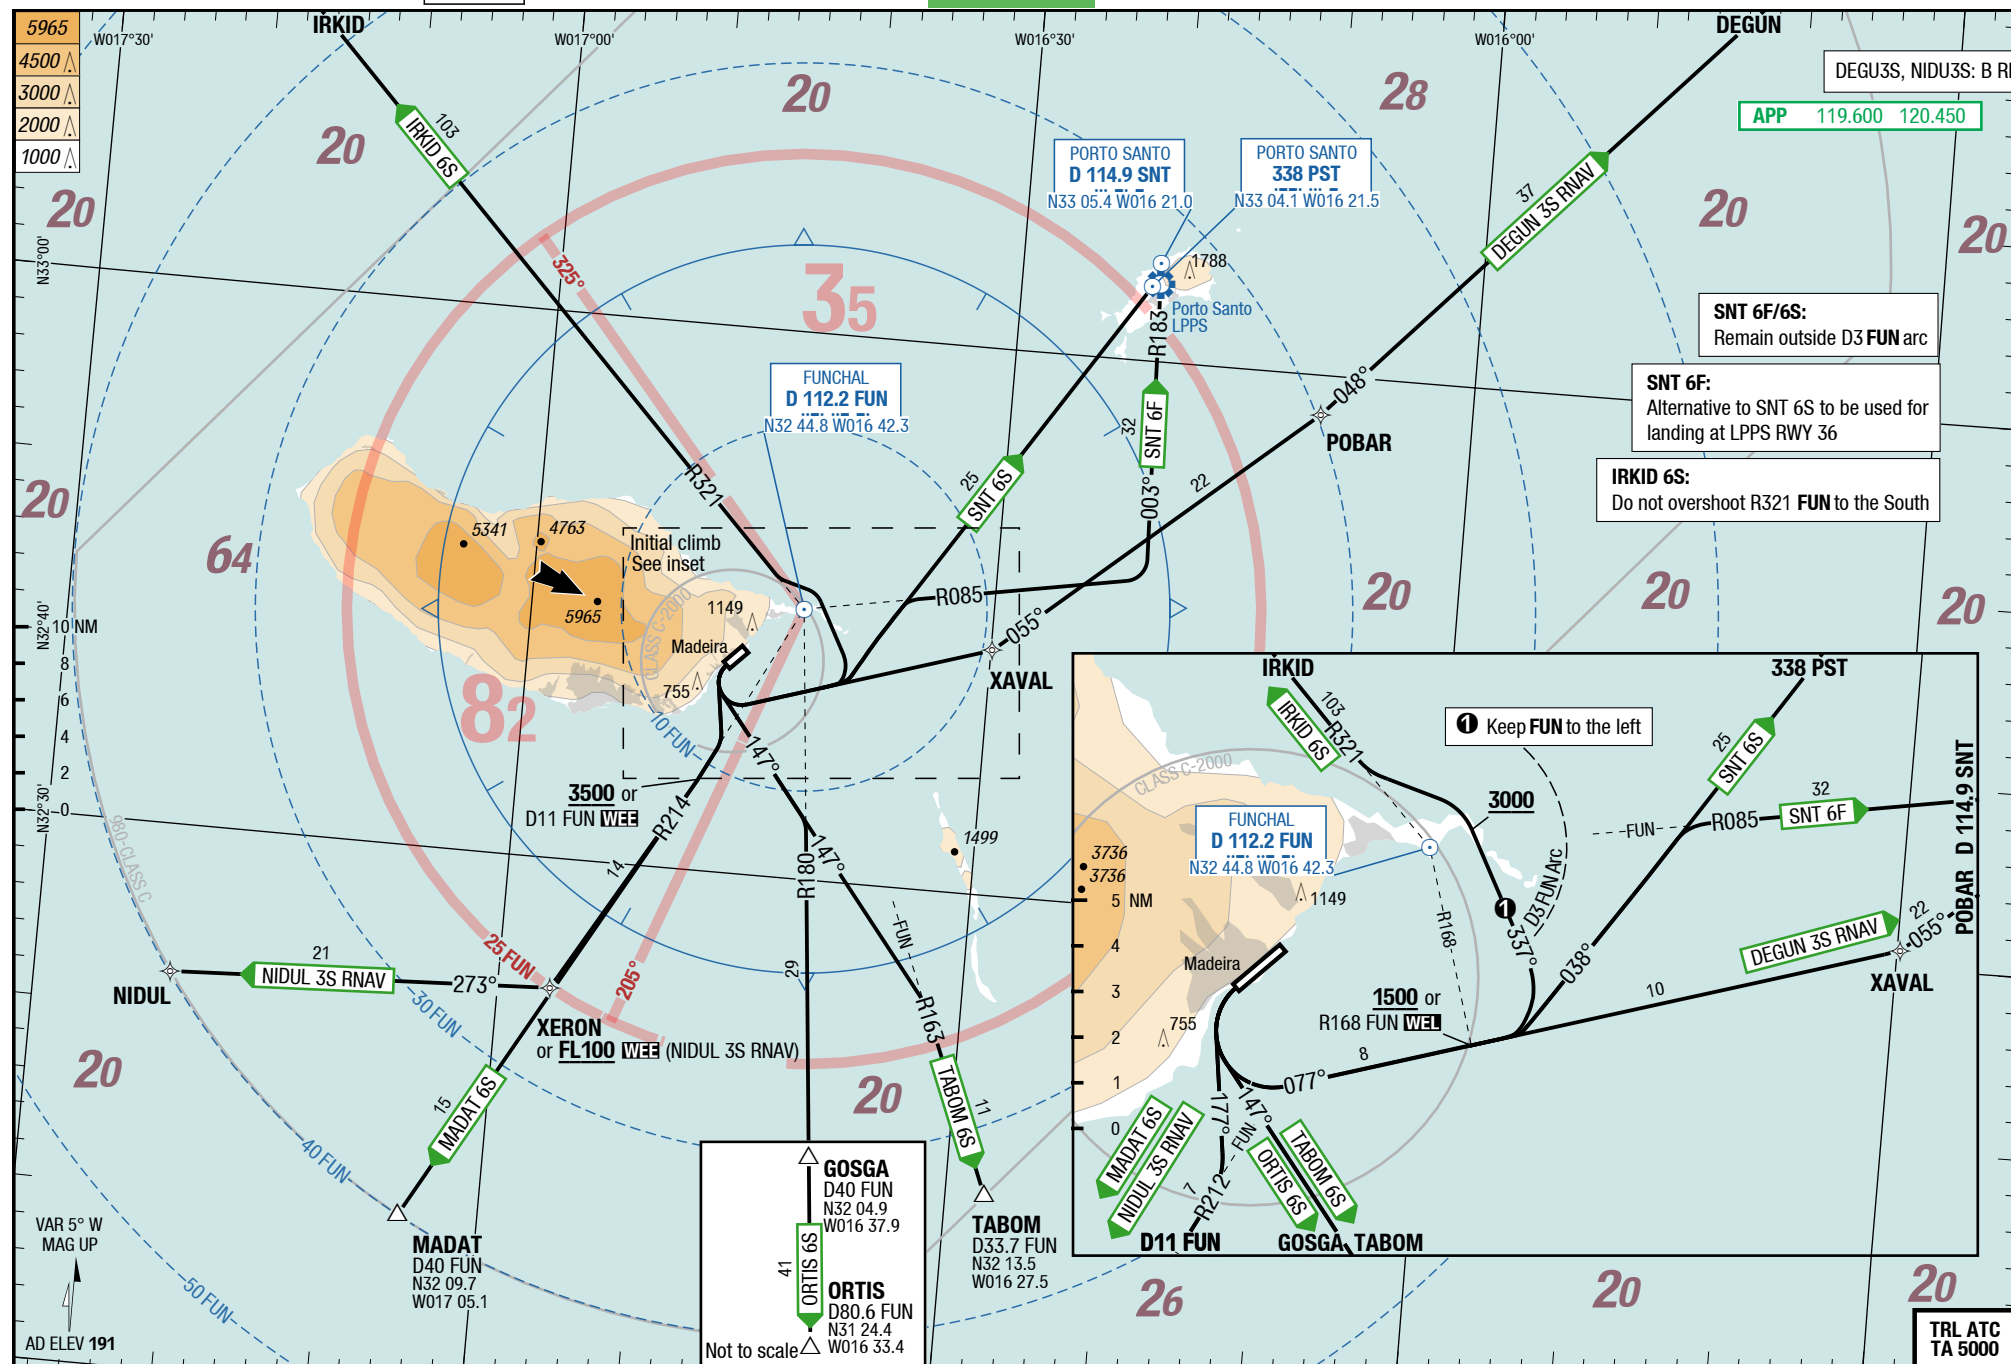 5965
4500
3000
2000
1000
W017°30'
IRKID
W017°00'
W016°30'
W016°00'
DEGUN
DEGU3S, NIDU3S: B R
APP 119.600 120.450
20
20
20
28
20
20
103
IRKID 6S
37
DEGUN 3S RNAV
PORTO SANTO
D 114.9 SNT
N33 05.4 W016 21.0
PORTO SANTO
338 PST
N33 04.1 W016 21.5
1788
Porto Santo
LPPS
N33°00'
325°
35
R183
SNT 6F/6S:
Remain outside D3 FUN arc
SNT 6F:
Alternative to SNT 6S to be used for
landing at LPPS RWY 36
IRKID 6S:
Do not overshoot R321 FUN to the South
FUNCHAL
D 112.2 FUN
N32 44.8 W016 42.3
048°
POBAR
32
SNT 6F
003°
22
25
SNT 6S
R321
20
64
5341
4763
5965
Initial climb
See inset
1149
CLASS C-2000
Madeira
755
R085
055°
XAVAL
20
20
20
N32°40'
10 NM
8
6
4
2
0
N32°30'
82
10 FUN
147°
3500 or
D11 FUN WEE
R214
14
R180
147°
1499
980-CLASS C
25 FUN
205°
29
FUN
R163
21
NIDUL 3S RNAV
273°
NIDUL
30 FUN
XERON
or FL100 WEE (NIDUL 3S RNAV)
20
15
MADAT 6S
20
TABOM 6S
11
40 FUN
50 FUN
MADAT
D40 FUN
N32 09.7
W017 05.1
VAR 5° W
MAG UP
AD ELEV 191
GOSGA
D40 FUN
N32 04.9
W016 37.9
41
ORTIS 6S
ORTIS
D80.6 FUN
N31 24.4
W016 33.4
Not to scale
TABOM
D33.7 FUN
N32 13.5
W016 27.5
IRKID
338 PST
103
IRKID 6S
R321
1 Keep FUN to the left
CLASS C-2000
3000
25
SNT 6S
32
SNT 6F
FUN
R085
POBAR D 114.9 SNT
FUNCHAL
D 112.2 FUN
N32 44.8 W016 42.3
3736
3736
5 NM
4
3
2
1
0
1149
R168
1
D3 FUN Arc
337°
038°
DEGUN 3S RNAV
22
055°
XAVAL
Madeira
755
1500 or
R168 FUN WEL
10
8
077°
177°
147°
FUN
MADAT 6S
NIDUL 3S RNAV
7
R212
ORTIS 6S
TABOM 6S
D11 FUN
GOSGA TABOM
26
20
20
TRL ATC
TA 5000